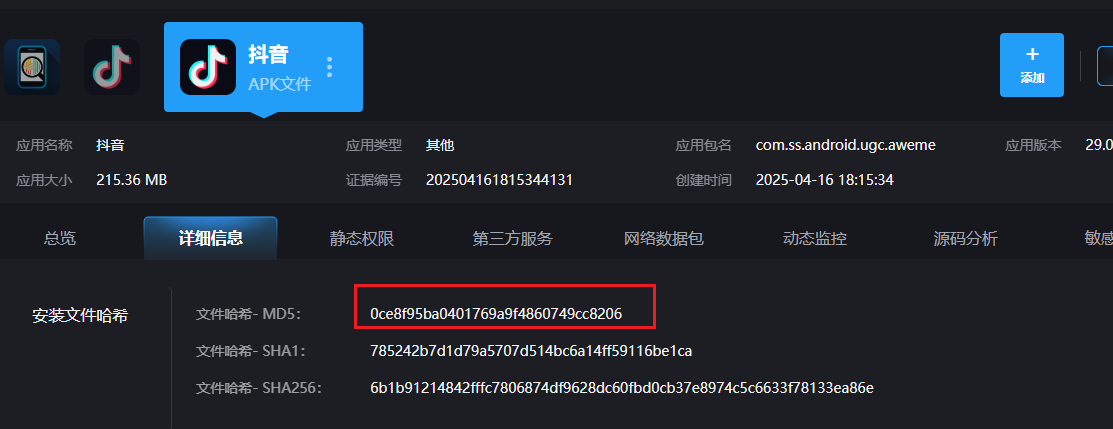 抖音
APK文件
+
添加
应用名称 抖音 应用类型 其他 应用包名 com.ss.android.ugc.aweme 应用版本 29.0
应用大小 215.36 MB 证据编号 202504161815344131 创建时间 2025-04-16 18:15:34
总览 详细信息 静态权限 第三方服务 网络数据包 动态监控 源码分析 敏感
安装文件哈希 文件哈希- MD5: 0ce8f95ba0401769a9f4860749cc8206
文件哈希- SHA1: 785242b7d1d79a5707d514bc6a14ff59116be1ca
文件哈希- SHA256: 6b1b91214842fffc7806874df9628dc60fbd0cb37e8974c5c6633f78133ea86e